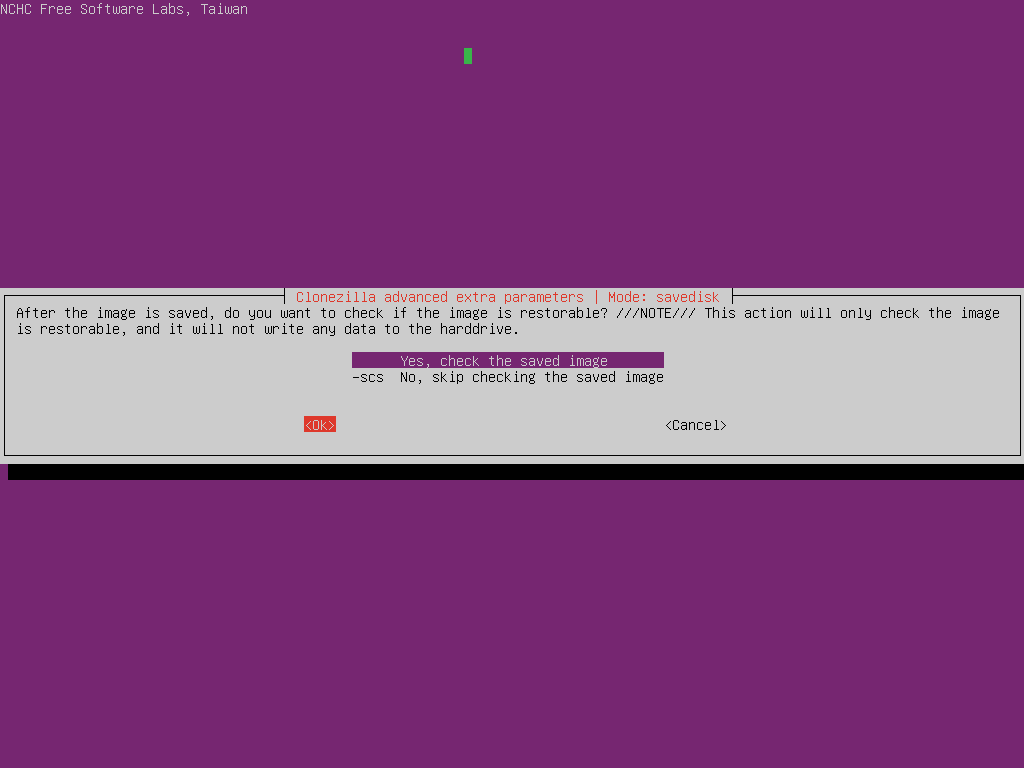 NCHC Free Software Labs, Taiwan
Clonezilla advanced extra parameters | Mode: savedisk
After the image is saved, do you want to check if the image is restorable? ///NOTE/// This action will only check the image
is restorable, and it will not write any data to the harddrive.
Yes, check the saved image
-scs  No, skip checking the saved image
<Ok>
<Cancel>